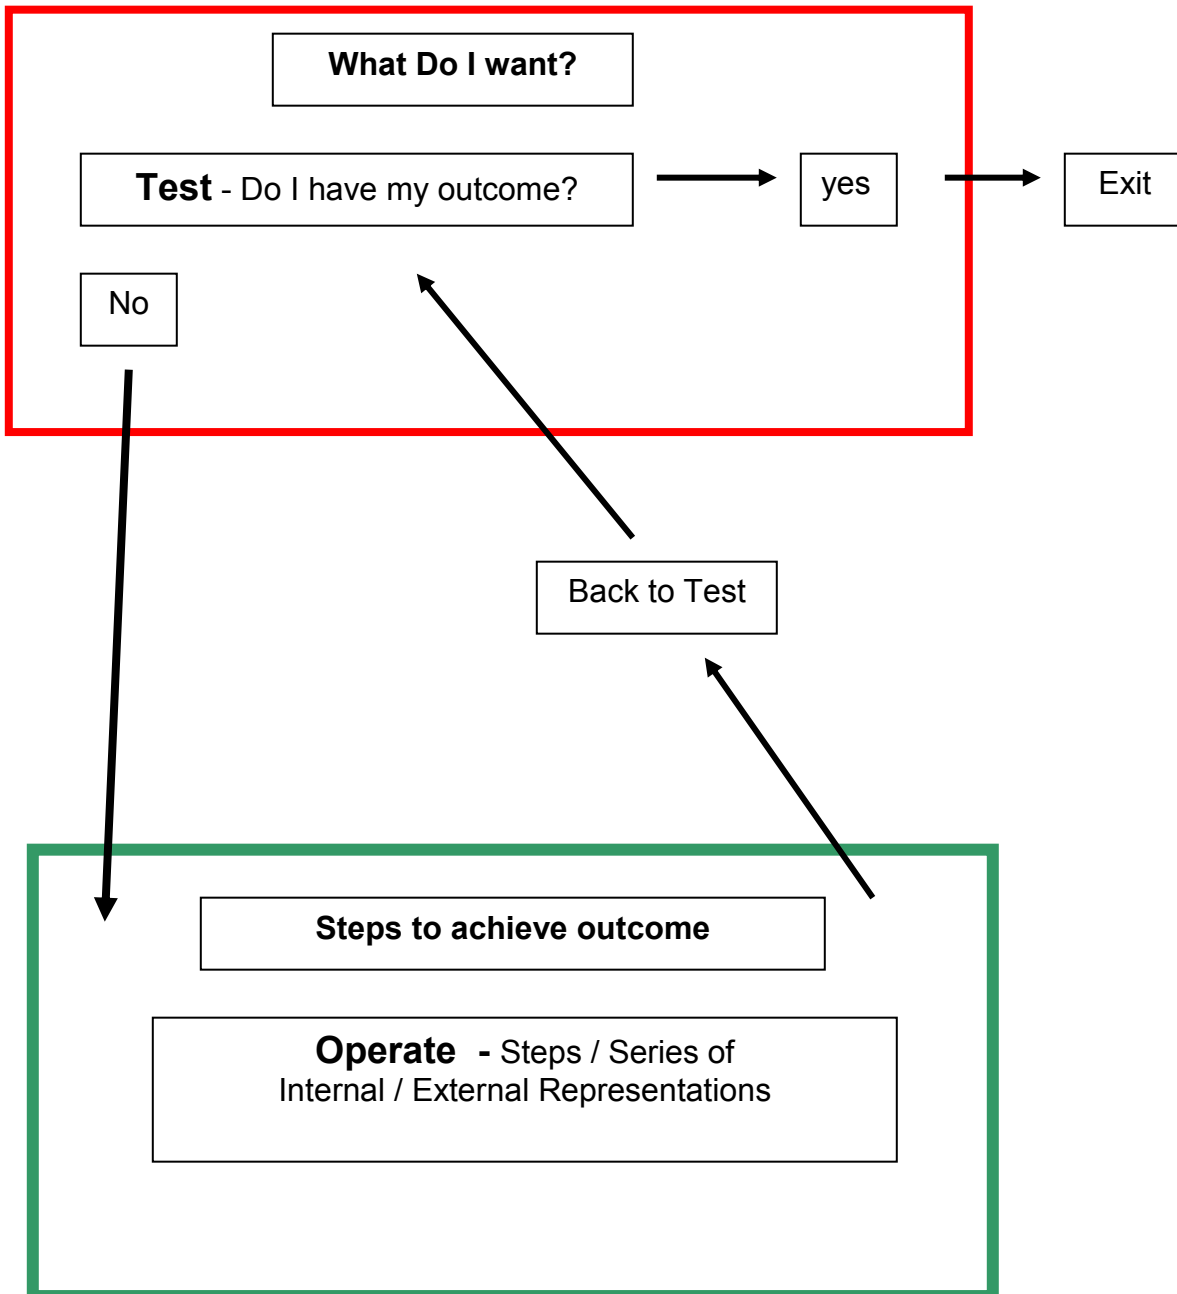 What Do I want?
Test - Do I have my outcome?
yes
Exit
No
Back to Test
Steps to achieve outcome
Operate - Steps / Series of
Internal / External Representations